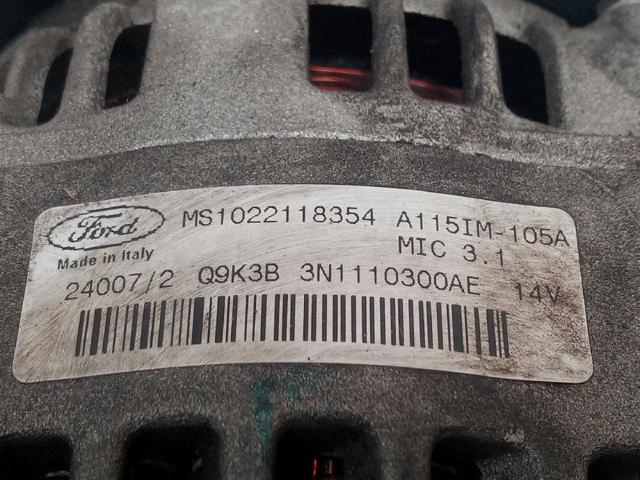 Ford MS1022118354 A115IM-105A
Made in Italy MIC 3.1
24007/2 Q9K3B 3N1110300AE 14V